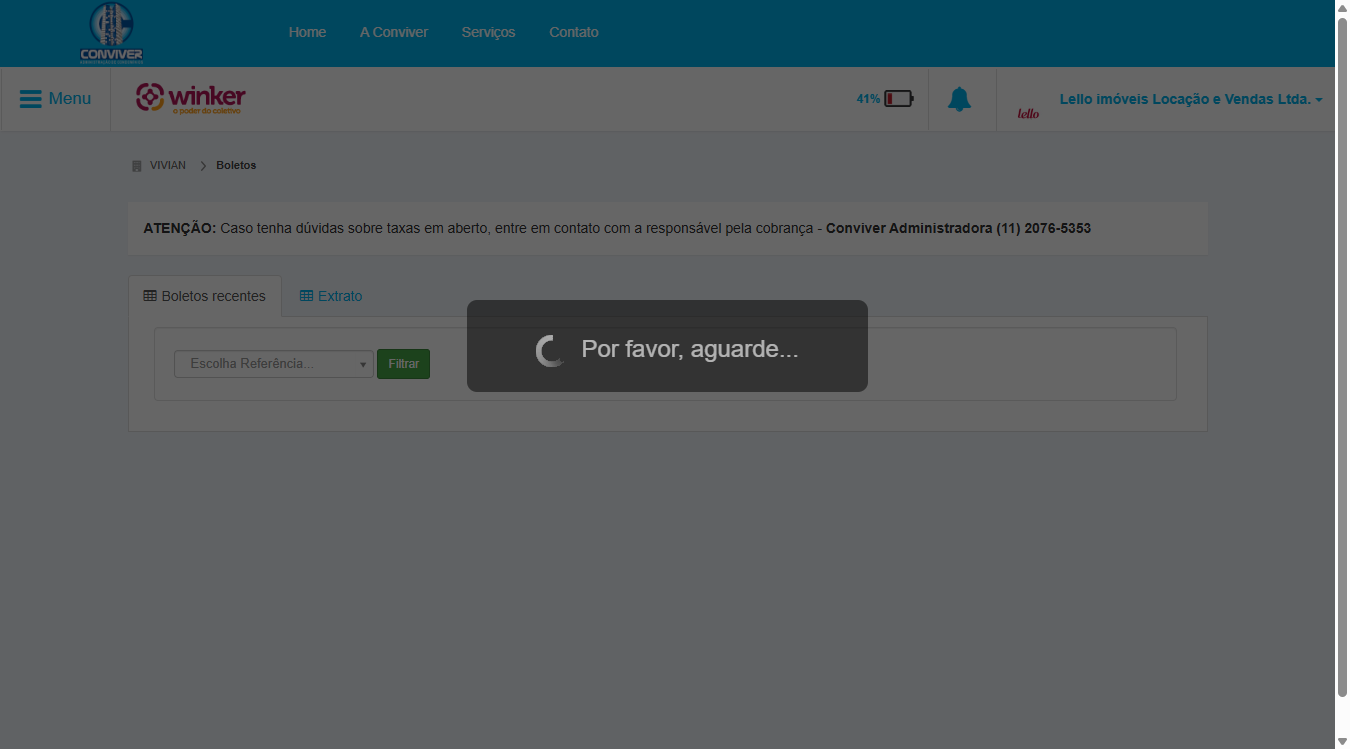 CONVIVER
Home
A Conviver
Serviços
Contato
Menu
winker
o poder do coletivo
41%
lello
Lello imóveis Locação e Vendas Ltda.
VIVIAN
Boletos
ATENÇÃO: Caso tenha dúvidas sobre taxas em aberto, entre em contato com a responsável pela cobrança - Conviver Administradora (11) 2076-5353
Boletos recentes
Extrato
Por favor, aguarde...
Escolha Referência...
Filtrar